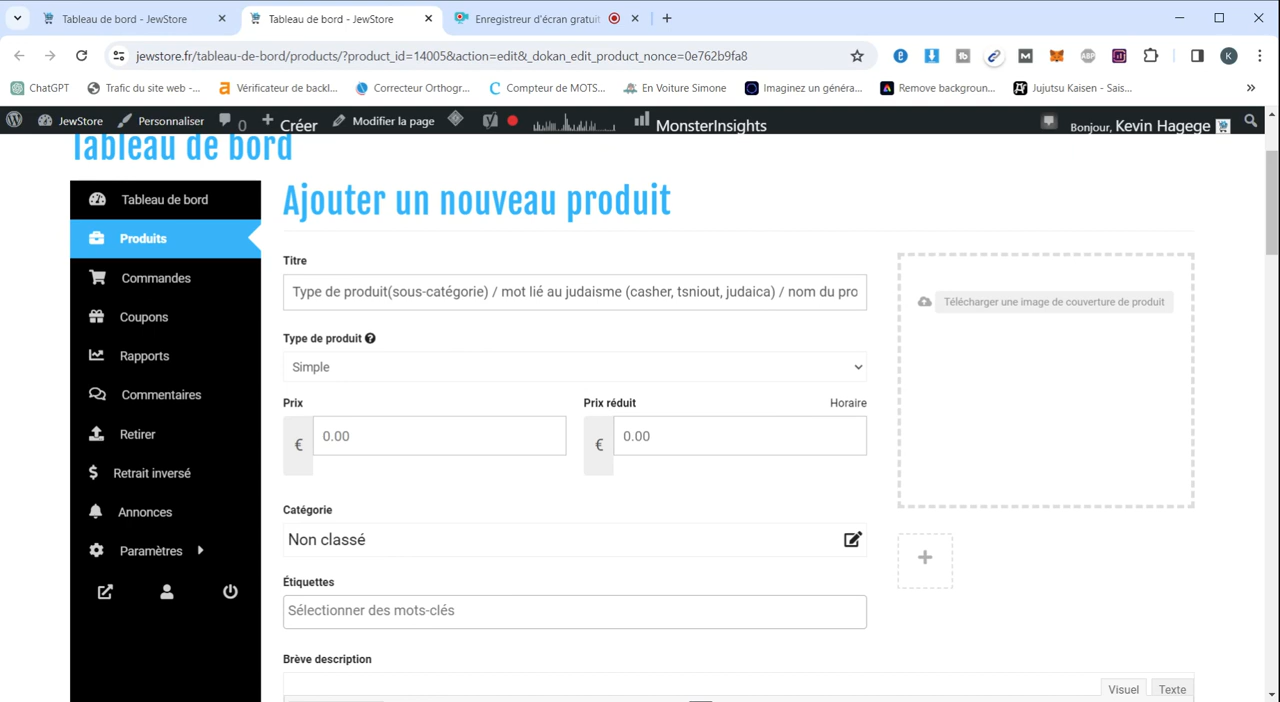 Tableau de bord - JewStore
Tableau de bord - JewStore
Enregistreur d'écran gratuit
jewstore.fr/tableau-de-bord/products/?product_id=14005&action=edit&_dokan_edit_product_nonce=0e762b9fa8
K
ChatGPT
Trafic du site web -...
Vérificateur de backl...
Correcteur Orthogr...
Compteur de MOTS...
En Voiture Simone
Imaginez un généra...
Remove backgroun...
Jujutsu Kaisen - Sais...
JewStore
Personnaliser
0
Créer
Modifier la page
MonsterInsights
Bonjour, Kevin Hagege
Tableau de bord
Tableau de bord
Produits
Commandes
Coupons
Rapports
Commentaires
Retirer
Retrait inversé
Annonces
Paramètres
Ajouter un nouveau produit
Titre
Type de produit(sous-catégorie) / mot lié au judaisme (casher, tsniout, judaica) / nom du pro
Type de produit
Simple
Prix
€ 0.00
Prix réduit
Horaire
€ 0.00
Catégorie
Non classé
Étiquettes
Sélectionner des mots-clés
Brève description
Visuel
Texte
Télécharger une image de couverture de produit
+